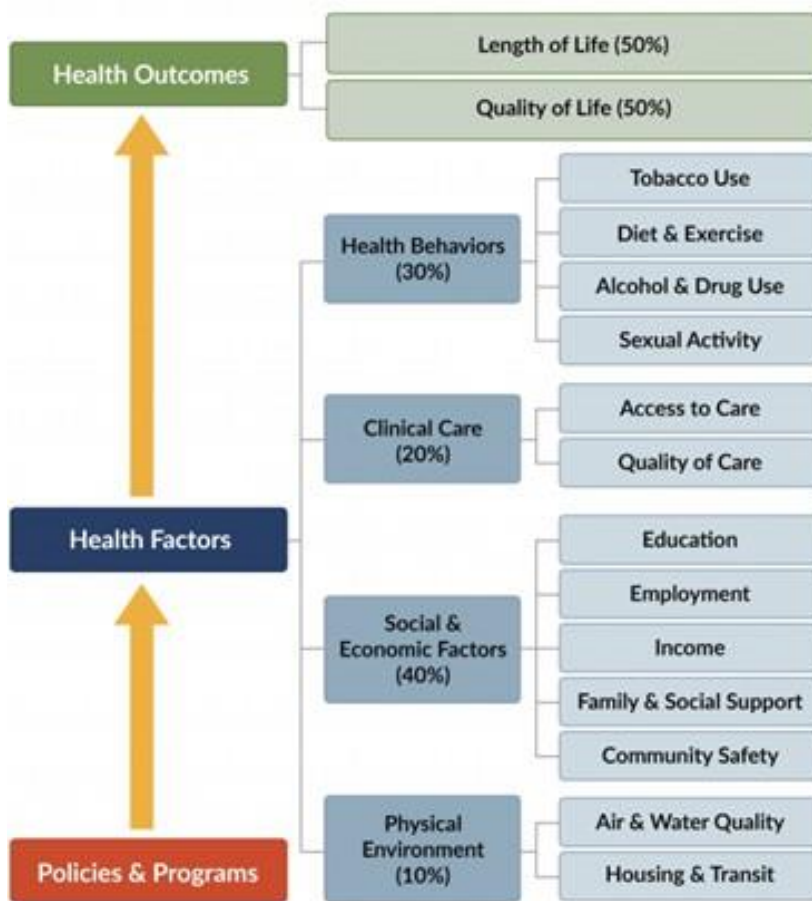 Health Outcomes
Length of Life (50%)
Quality of Life (50%)
Health Factors
Health Behaviors
(30%)
Tobacco Use
Diet & Exercise
Alcohol & Drug Use
Sexual Activity
Clinical Care
(20%)
Access to Care
Quality of Care
Social &
Economic Factors
(40%)
Education
Employment
Income
Family & Social Support
Community Safety
Physical
Environment
(10%)
Air & Water Quality
Housing & Transit
Policies & Programs